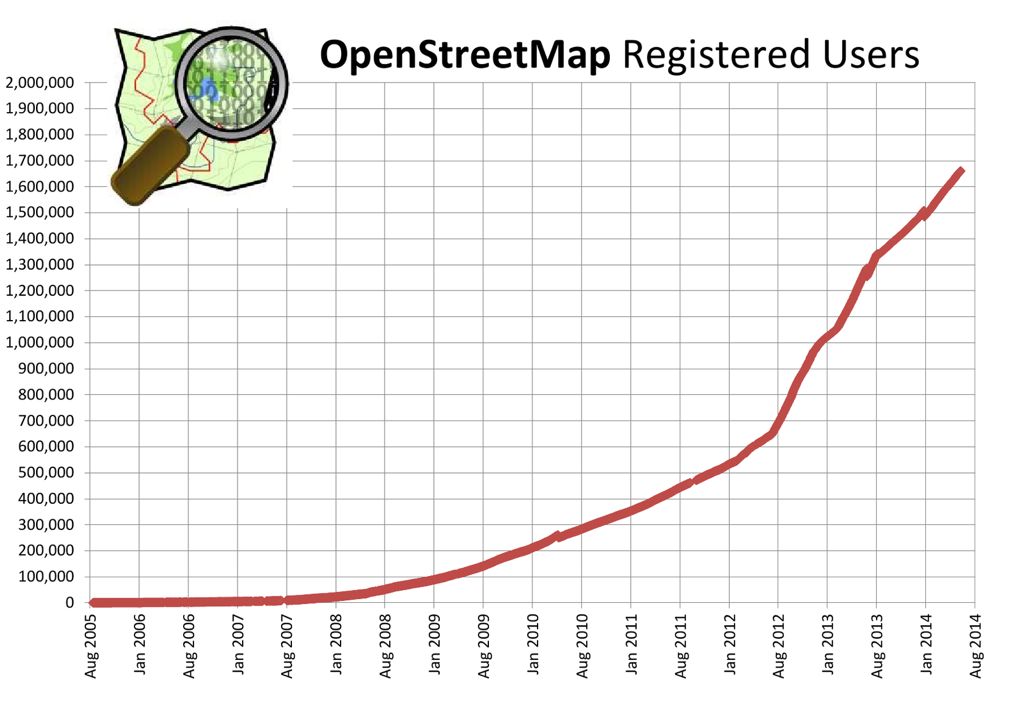 OpenStreetMap Registered Users
2,000,000
1,900,000
1,800,000
1,700,000
1,600,000
1,500,000
1,400,000
1,300,000
1,200,000
1,100,000
1,000,000
900,000
800,000
700,000
600,000
500,000
400,000
300,000
200,000
100,000
0
Aug 2005
Jan 2006
Aug 2006
Jan 2007
Aug 2007
Jan 2008
Aug 2008
Jan 2009
Aug 2009
Jan 2010
Aug 2010
Jan 2011
Aug 2011
Jan 2012
Aug 2012
Jan 2013
Aug 2013
Jan 2014
Aug 2014